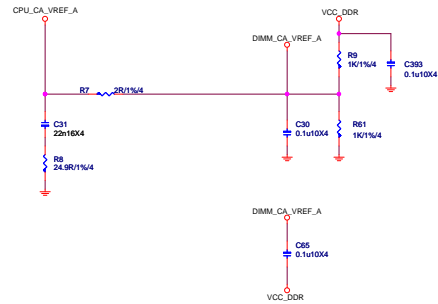 CPU_CA_VREF_A
VCC_DDR
DIMM_CA_VREF_A
R9
1K/1%/4
C393
0.1u10X4
R7 2R/1%/4
C31
22n16X4
C30
0.1u10X4
R61
1K/1%/4
R8
24.9R/1%/4
DIMM_CA_VREF_A
C65
0.1u10X4
VCC_DDR